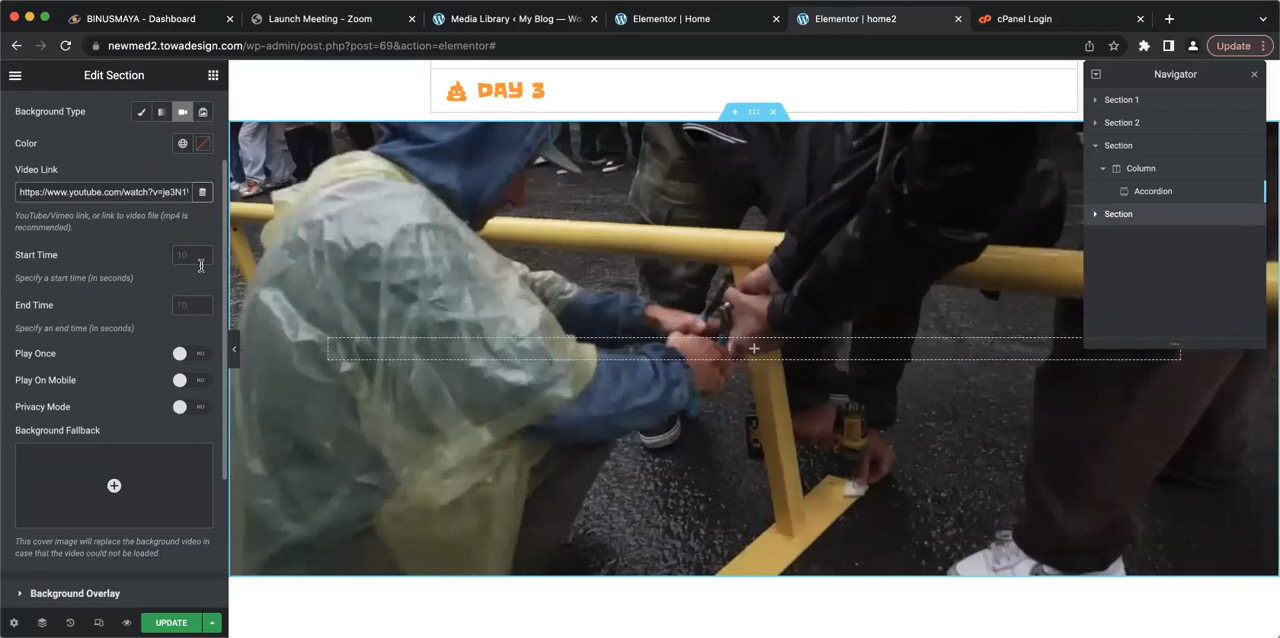 BINUSMAYA - Dashboard
Launch Meeting - Zoom
Media Library ‹ My Blog — Wo
Elementor | Home
Elementor | home2
cPanel Login
newmed2.towadesign.com/wp-admin/post.php?post=69&action=elementor#
Update
Edit Section
Background Type
Color
Video Link
https://www.youtube.com/watch?v=je3N1
YouTube/Vimeo link, or link to video file (mp4 is
recommended).
Start Time
10
Specify a start time (in seconds)
End Time
70
Specify an end time (in seconds)
Play Once
NO
Play On Mobile
NO
Privacy Mode
NO
Background Fallback
This cover image will replace the background video in
case that the video could not be loaded.
Background Overlay
UPDATE
DAY 3
Navigator
Section 1
Section 2
Section
Column
Accordion
Section